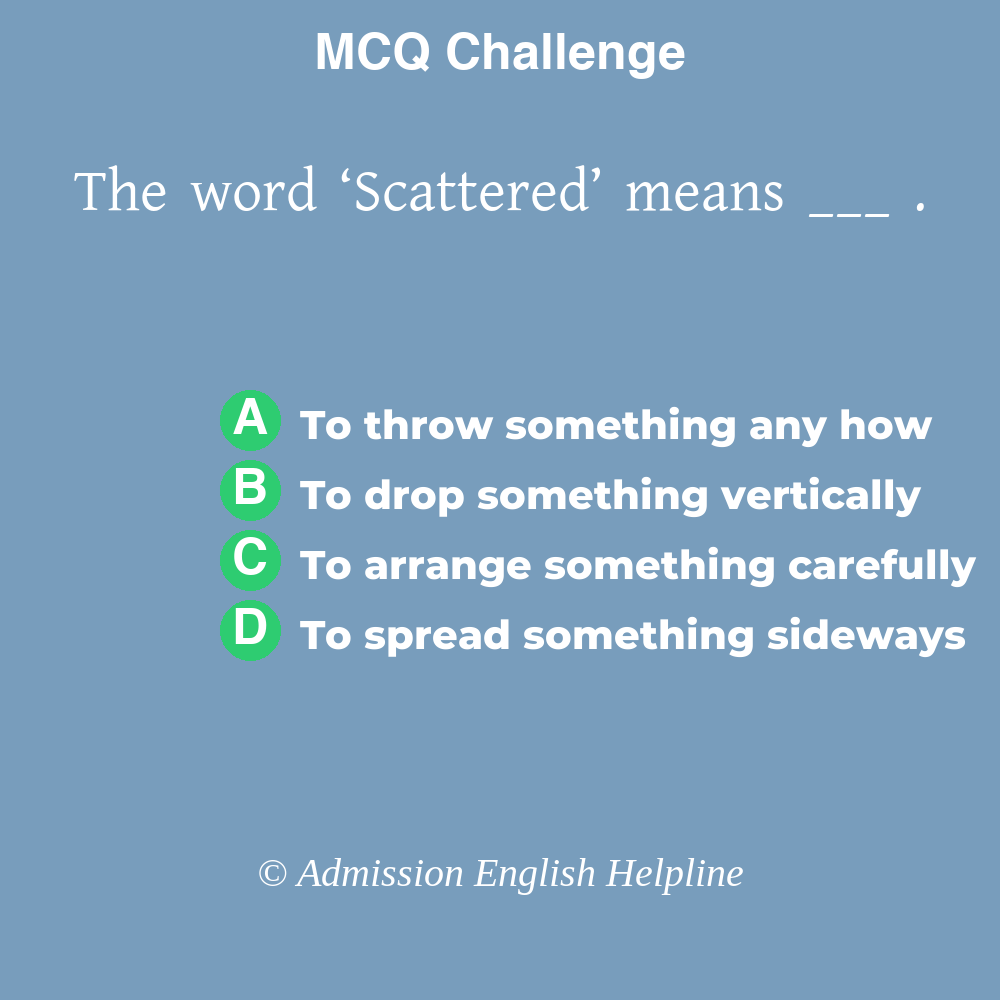 MCQ Challenge
The word ‘Scattered’ means ___ .
A To throw something any how
B To drop something vertically
C To arrange something carefully
D To spread something sideways
© Admission English Helpline